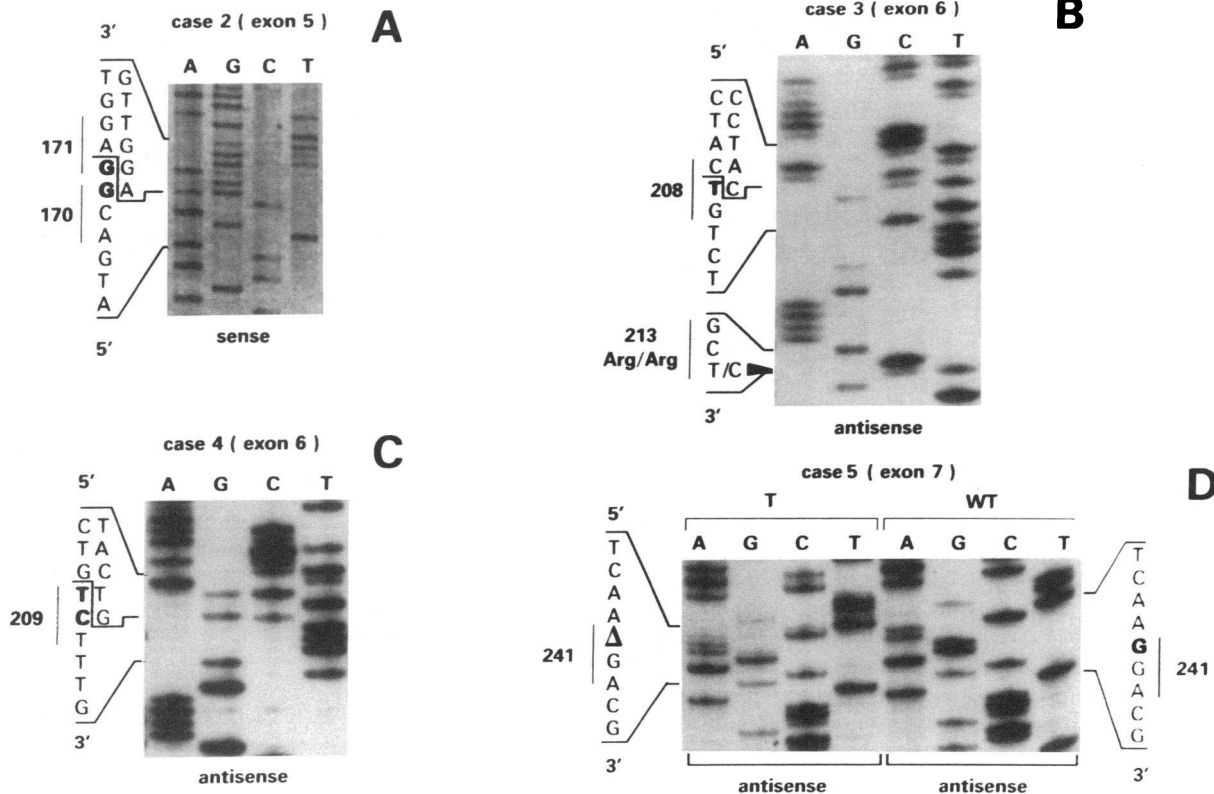 A
case 2 ( exon 5 )
3′
A G C T
T G
G T
G T
A G
G G
G A
C
A
G
T
A
171
170
5′
sense
B
case 3 ( exon 6 )
A G C T
5′
C C
T C
A T
C A
T C
G
T
C
T
208
G
C
T/C
213
Arg/Arg
3′
antisense
C
case 4 ( exon 6 )
5′
A G C T
C T
T A
G C
T T
C G
T
T
T
G
209
3′
antisense
D
case 5 ( exon 7 )
T WT
5′
A G C T A G C T
T
C
A
A
Δ
G
A
C
G
241
3′
T
C
A
A
G
G
A
C
G
241
3′
antisense antisense